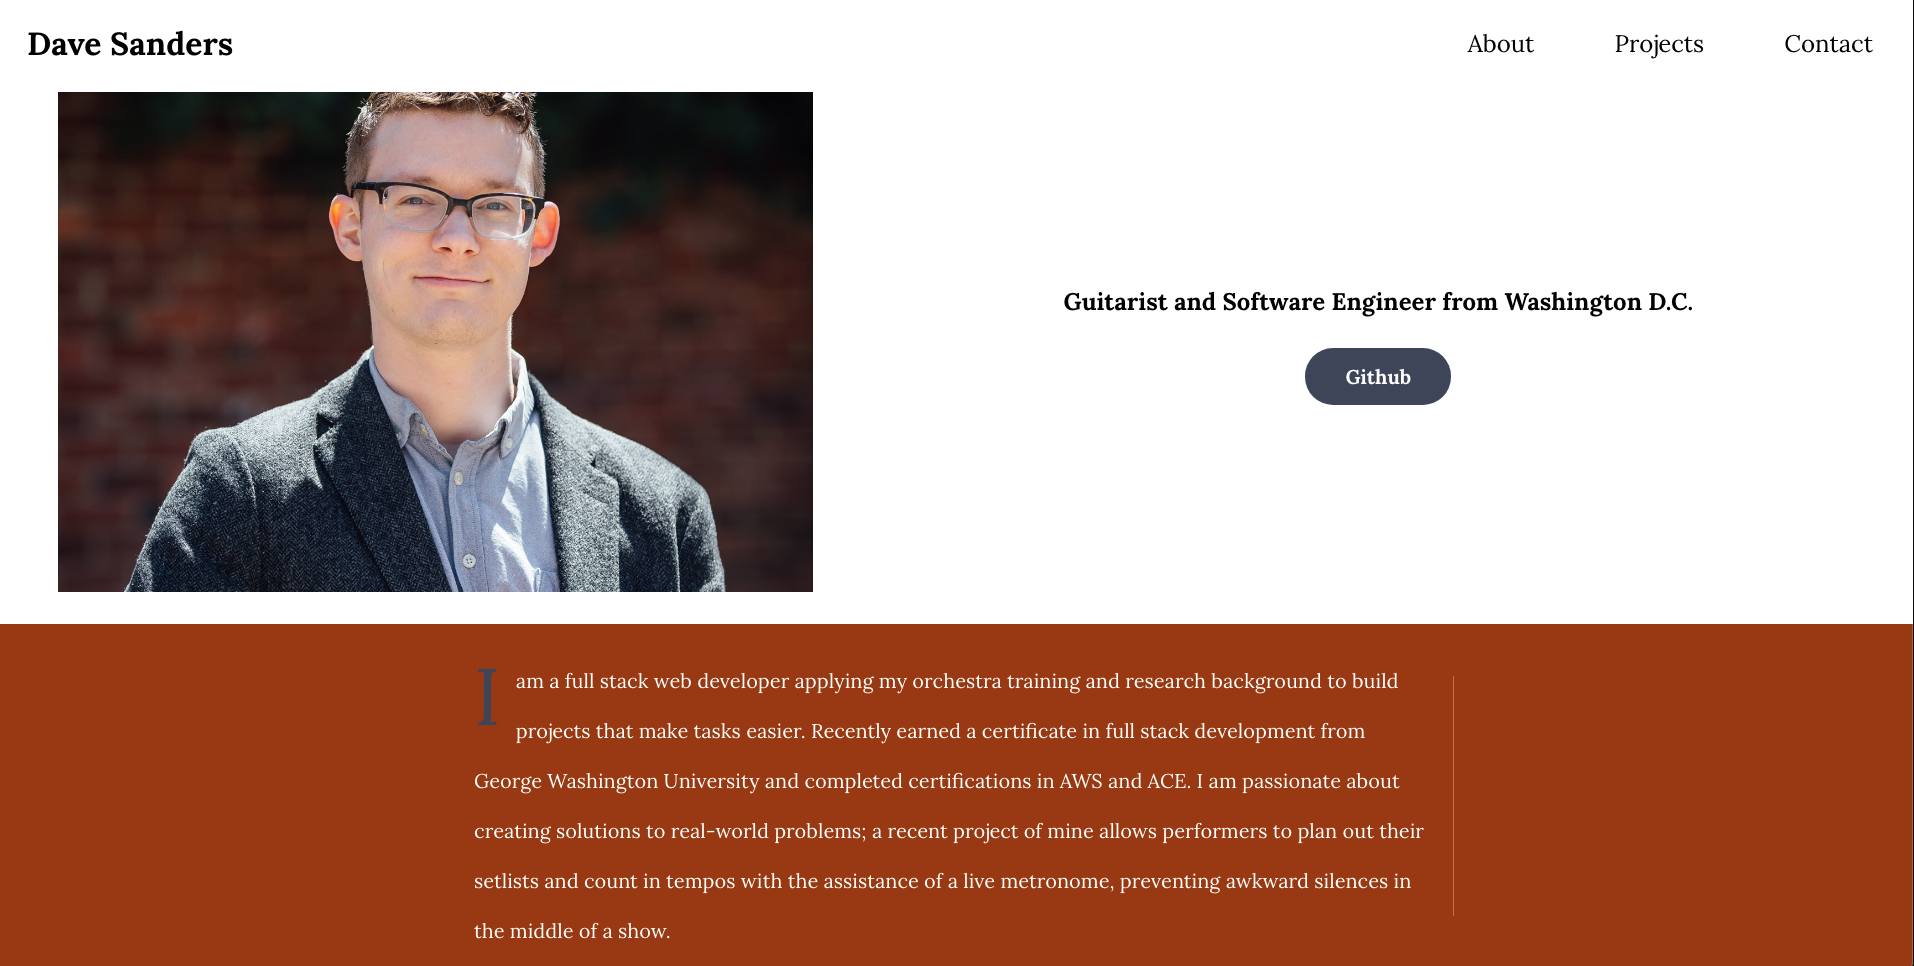 Dave Sanders
About Projects Contact
Guitarist and Software Engineer from Washington D.C.
Github
I am a full stack web developer applying my orchestra training and research background to build
projects that make tasks easier. Recently earned a certificate in full stack development from
George Washington University and completed certifications in AWS and ACE. I am passionate about
creating solutions to real-world problems; a recent project of mine allows performers to plan out their
setlists and count in tempos with the assistance of a live metronome, preventing awkward silences in
the middle of a show.